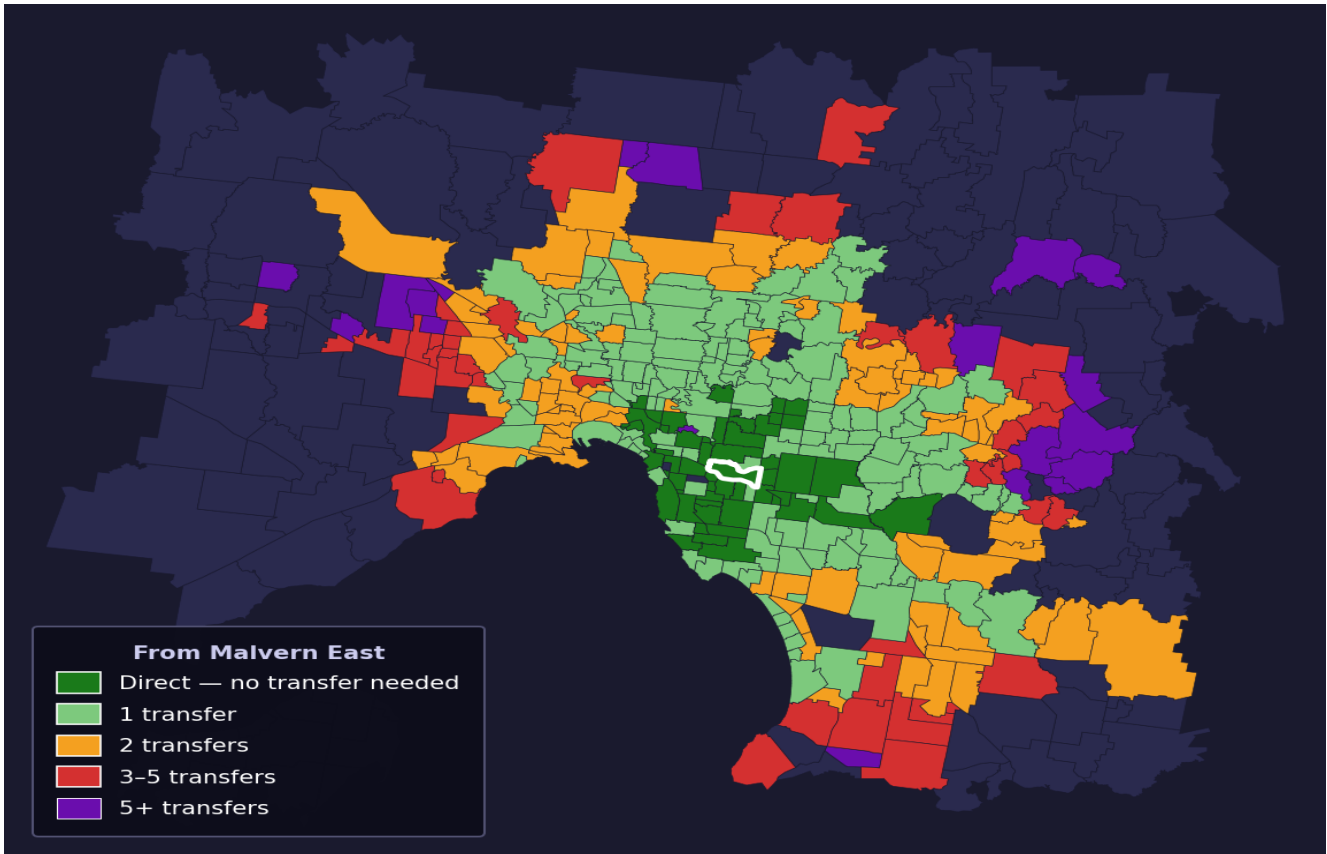 From Malvern East
Direct — no transfer needed
1 transfer
2 transfers
3–5 transfers
5+ transfers